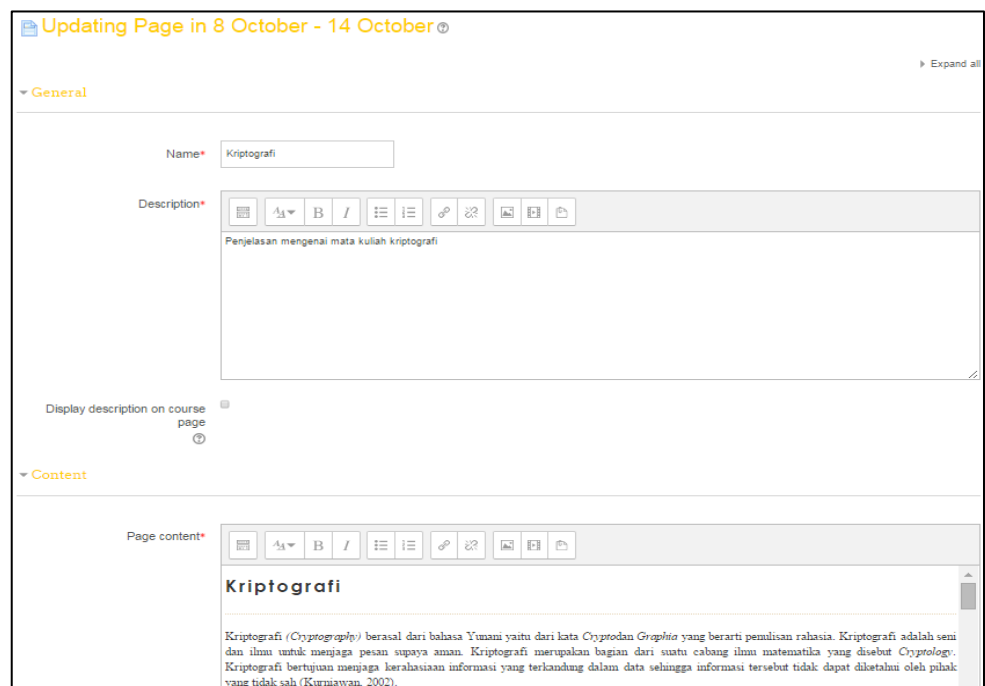 Updating Page in 8 October - 14 October
Expand all
General
Name*
Kriptografi
Description*
B I
Penjelasan mengenai mata kuliah kriptografi
Display description on course
page
Content
Page content*
B I
Kriptografi
Kriptografi (Cryptography) berasal dari bahasa Yunani yaitu dari kata Cryptodan Graphia yang berarti penulisan rahasia. Kriptografi adalah seni
dan ilmu untuk menjaga pesan supaya aman. Kriptografi merupakan bagian dari suatu cabang ilmu matematika yang disebut Cryptology.
Kriptografi bertujuan menjaga kerahasiaan informasi yang terkandung dalam data sehingga informasi tersebut tidak dapat diketahui oleh pihak
yang tidak sah (Kurniawan, 2002).